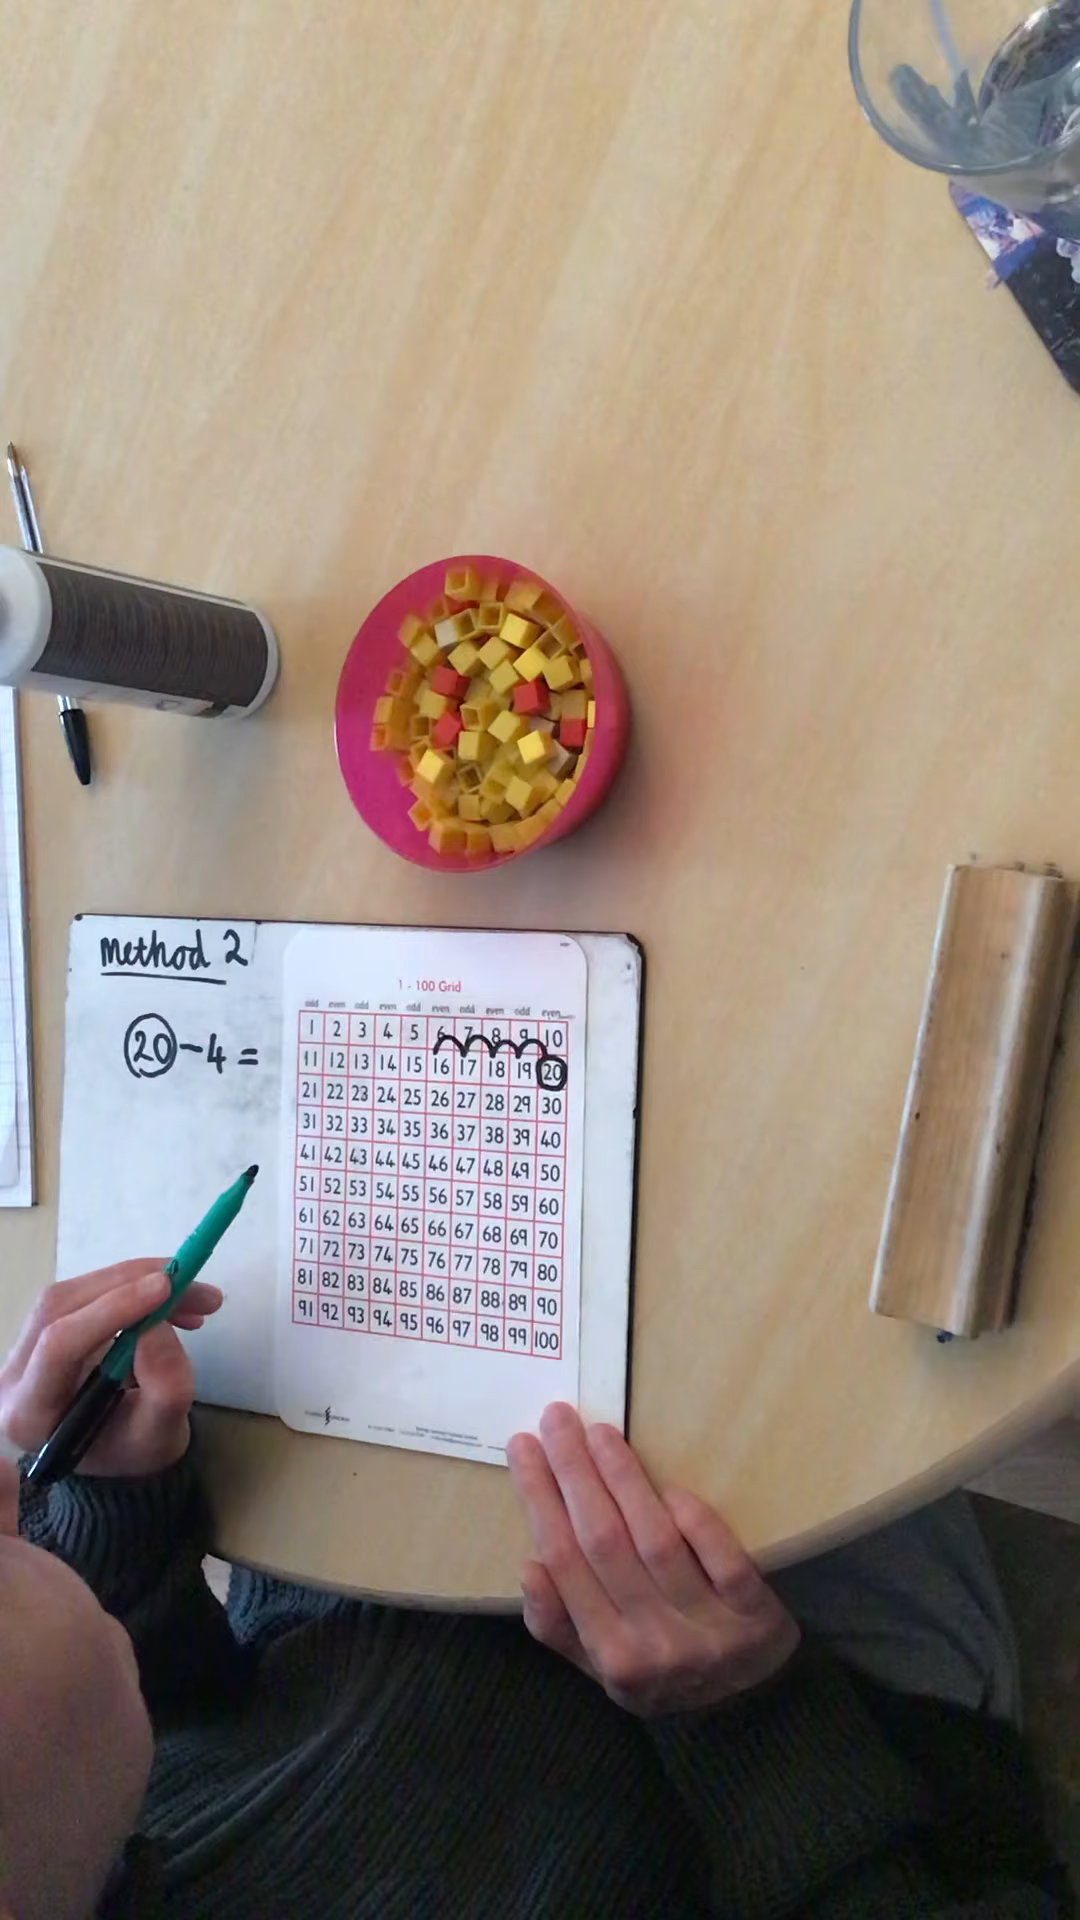 method 2
20 - 4 =
1 - 100 Grid
odd even odd even odd even odd even odd even
1 2 3 4 5 6 7 8 9 10
11 12 13 14 15 16 17 18 19 20
21 22 23 24 25 26 27 28 29 30
31 32 33 34 35 36 37 38 39 40
41 42 43 44 45 46 47 48 49 50
51 52 53 54 55 56 57 58 59 60
61 62 63 64 65 66 67 68 69 70
71 72 73 74 75 76 77 78 79 80
81 82 83 84 85 86 87 88 89 90
91 92 93 94 95 96 97 98 99 100